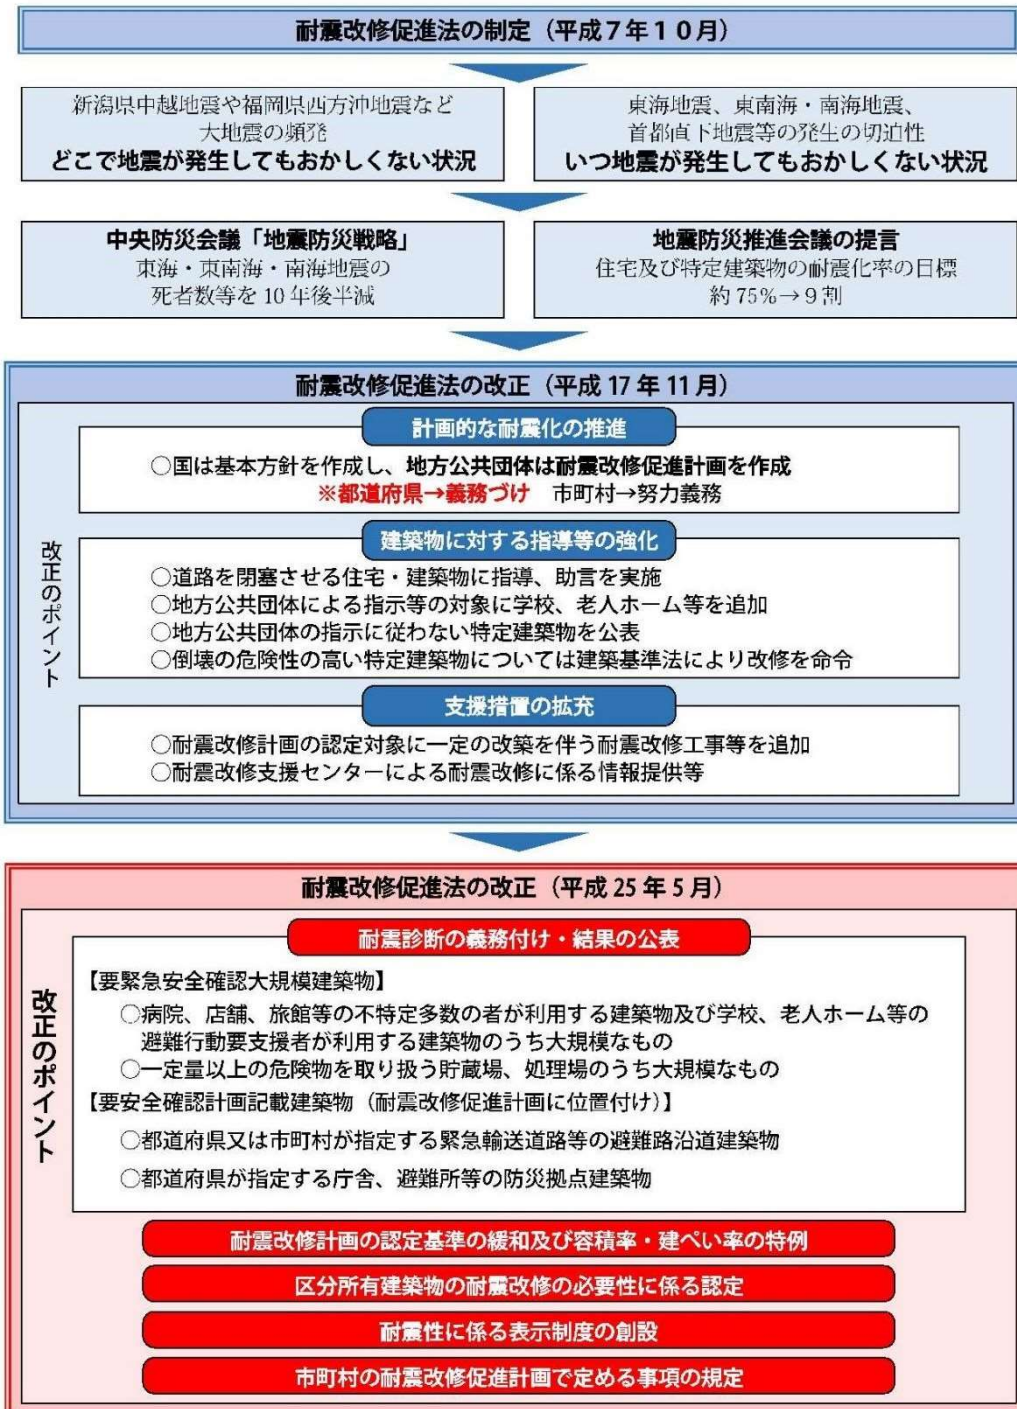 耐震改修促進法の制定（平成７年１０月）
新潟県中越地震や福岡県西方沖地震など
大地震の頻発
どこで地震が発生してもおかしくない状況
東海地震、東南海・南海地震、
首都直下地震等の発生の切迫性
いつ地震が発生してもおかしくない状況
中央防災会議「地震防災戦略」
東海・東南海・南海地震の
死者数等を 10 年後半減
地震防災推進会議の提言
住宅及び特定建築物の耐震化率の目標
約 75%→９割
耐震改修促進法の改正（平成 17 年 11 月）
改正のポイント
計画的な耐震化の推進
○国は基本方針を作成し、地方公共団体は耐震改修促進計画を作成
※都道府県→義務づけ　市町村→努力義務
建築物に対する指導等の強化
○道路を閉塞させる住宅・建築物に指導、助言を実施
○地方公共団体による指示等の対象に学校、老人ホーム等を追加
○地方公共団体の指示に従わない特定建築物を公表
○倒壊の危険性の高い特定建築物については建築基準法により改修を命令
支援措置の拡充
○耐震改修計画の認定対象に一定の改築を伴う耐震改修工事等を追加
○耐震改修支援センターによる耐震改修に係る情報提供等
耐震改修促進法の改正（平成 25 年 5 月）
改正のポイント
耐震診断の義務付け・結果の公表
【要緊急安全確認大規模建築物】
○病院、店舗、旅館等の不特定多数の者が利用する建築物及び学校、老人ホーム等の
避難行動要支援者が利用する建築物のうち大規模なもの
○一定量以上の危険物を取り扱う貯蔵場、処理場のうち大規模なもの
【要安全確認計画記載建築物（耐震改修促進計画に位置付け）】
○都道府県又は市町村が指定する緊急輸送道路等の避難路沿道建築物
○都道府県が指定する庁舎、避難所等の防災拠点建築物
耐震改修計画の認定基準の緩和及び容積率・建ぺい率の特例
区分所有建築物の耐震改修の必要性に係る認定
耐震性に係る表示制度の創設
市町村の耐震改修促進計画で定める事項の規定